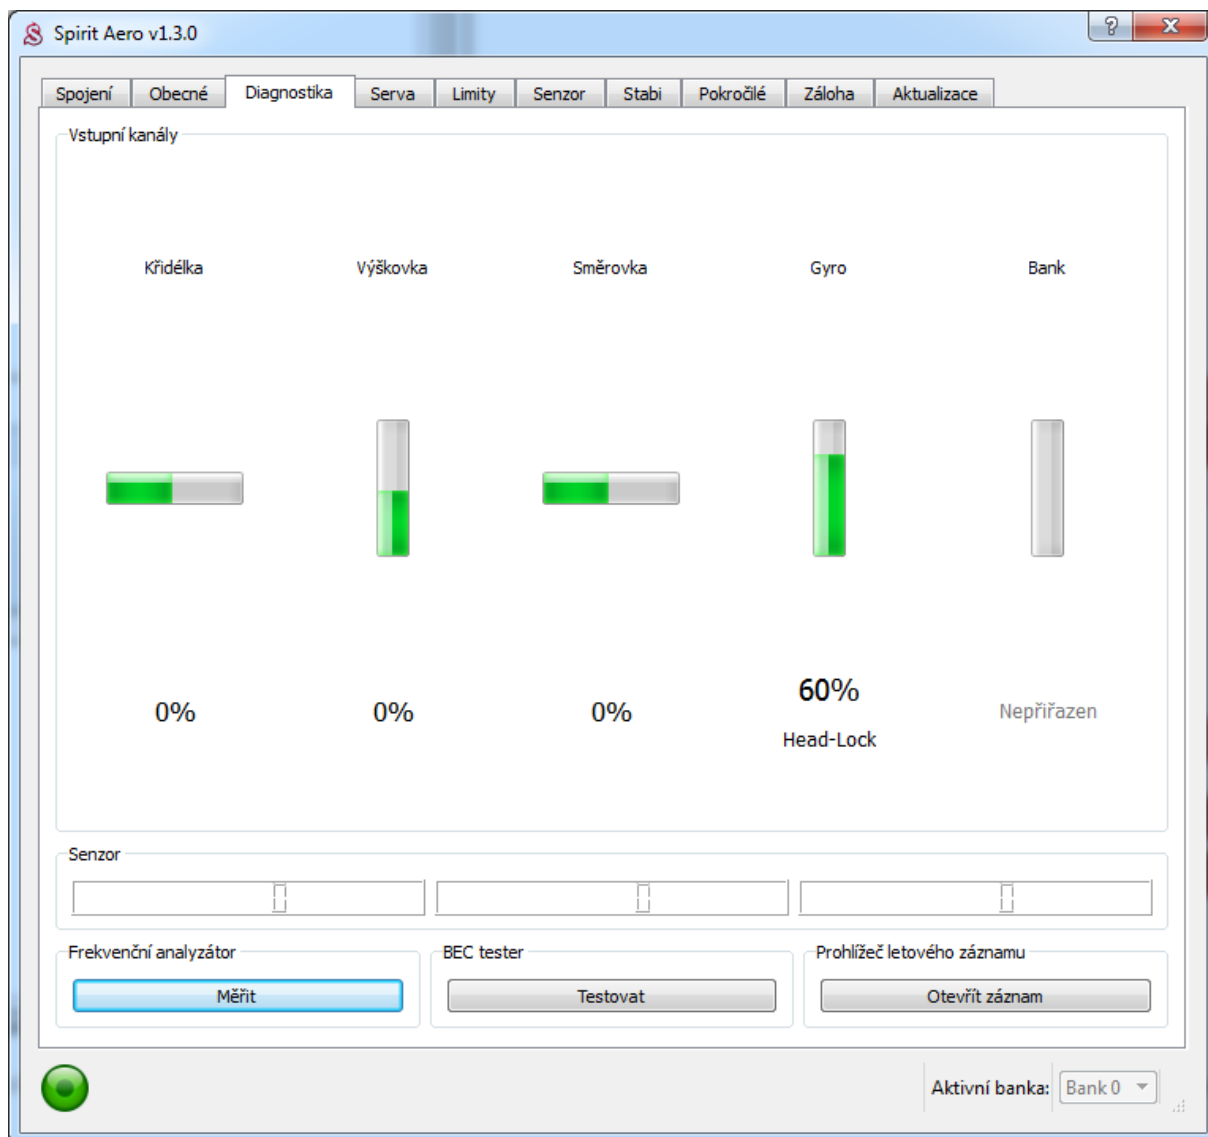 Spirit Aero v1.3.0
Spojení Obecné Diagnostika Serva Limity Senzor Stabi Pokročilé Záloha Aktualizace
Vstupní kanály
Křidélka Výškovka Směrovka Gyro Bank
0% 0% 0% 60% Nepřiřazen
Head-Lock
Senzor
Frekvenční analyzátor BEC tester Prohlížeč letového záznamu
Měřit Testovat Otevřít záznam
Aktivní banka: Bank 0